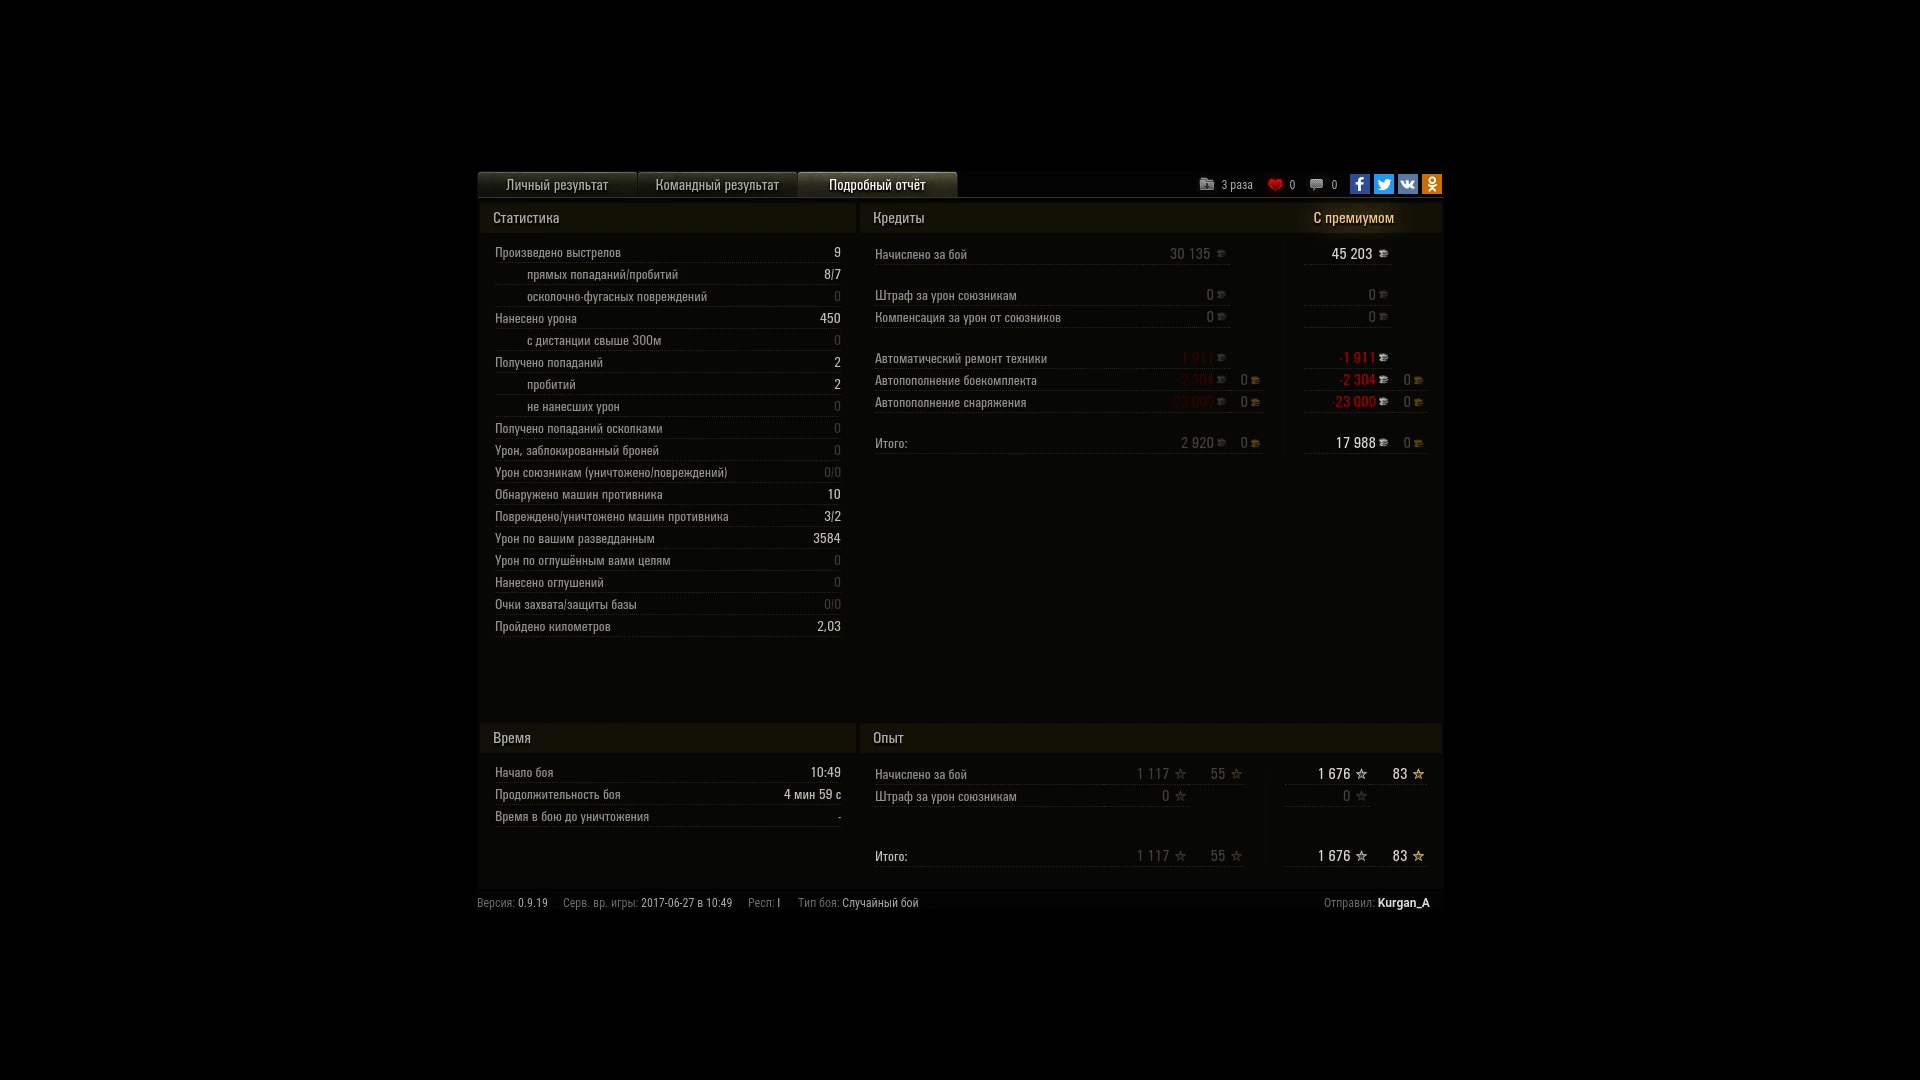 Личный результат Командный результат Подробный отчёт 3 раза 0 0
Статистика
Произведено выстрелов 9
прямых попаданий/пробитий 8/7
осколочно-фугасных повреждений 0
Нанесено урона 450
с дистанции свыше 300м 0
Получено попаданий 2
пробитий 2
не нанесших урон 0
Получено попаданий осколками 0
Урон, заблокированный броней 0
Урон союзникам (уничтожено/повреждений) 0/0
Обнаружено машин противника 10
Повреждено/уничтожено машин противника 3/2
Урон по вашим разведданным 3584
Урон по оглушённым вами целям 0
Нанесено оглушений 0
Очки захвата/защиты базы 0/0
Пройдено километров 2,03
Кредиты С премиумом
Начислено за бой 30 135 45 203
Штраф за урон союзникам 0 0
Компенсация за урон от союзников 0 0
Автоматический ремонт техники -1 911 -1 911
Автопополнение боекомплекта -2 304 0 -2 304 0
Автопополнение снаряжения -23 000 0 -23 000 0
Итого: 2 920 0 17 988 0
Время
Начало боя 10:49
Продолжительность боя 4 мин 59 с
Время в бою до уничтожения -
Опыт
Начислено за бой 1 117 55 1 676 83
Штраф за урон союзникам 0 0
Итого: 1 117 55 1 676 83
Версия: 0.9.19 Серв. вр. игры: 2017-06-27 в 10:49 Респ: I Тип боя: Случайный бой Отправил: Kurgan_A